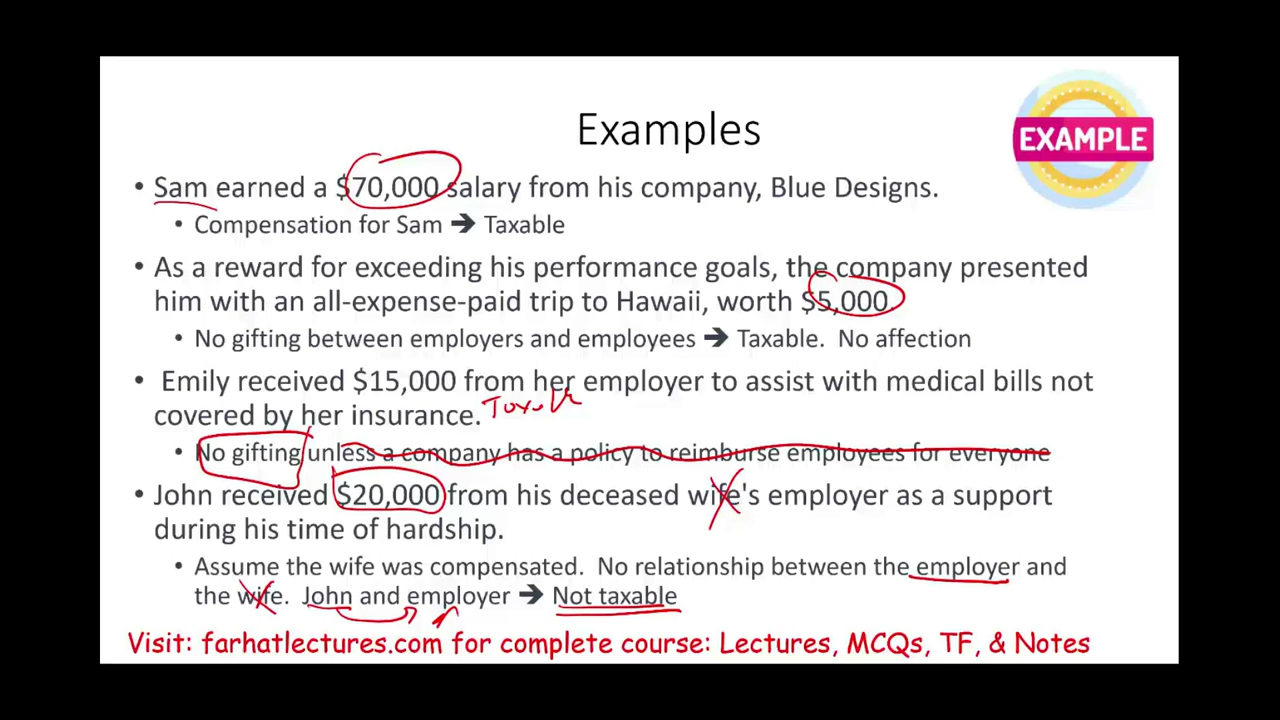 Examples
EXAMPLE
• Sam earned a $70,000 salary from his company, Blue Designs.
• Compensation for Sam ➔ Taxable
• As a reward for exceeding his performance goals, the company presented
him with an all-expense-paid trip to Hawaii, worth $5,000.
• No gifting between employers and employees ➔ Taxable. No affection
• Emily received $15,000 from her employer to assist with medical bills not
covered by her insurance.
• No gifting unless a company has a policy to reimburse employees for everyone
• John received $20,000 from his deceased wife's employer as a support
during his time of hardship.
• Assume the wife was compensated. No relationship between the employer and
the wife. John and employer ➔ Not taxable
Visit: farhatlectures.com for complete course: Lectures, MCQs, TF, & Notes